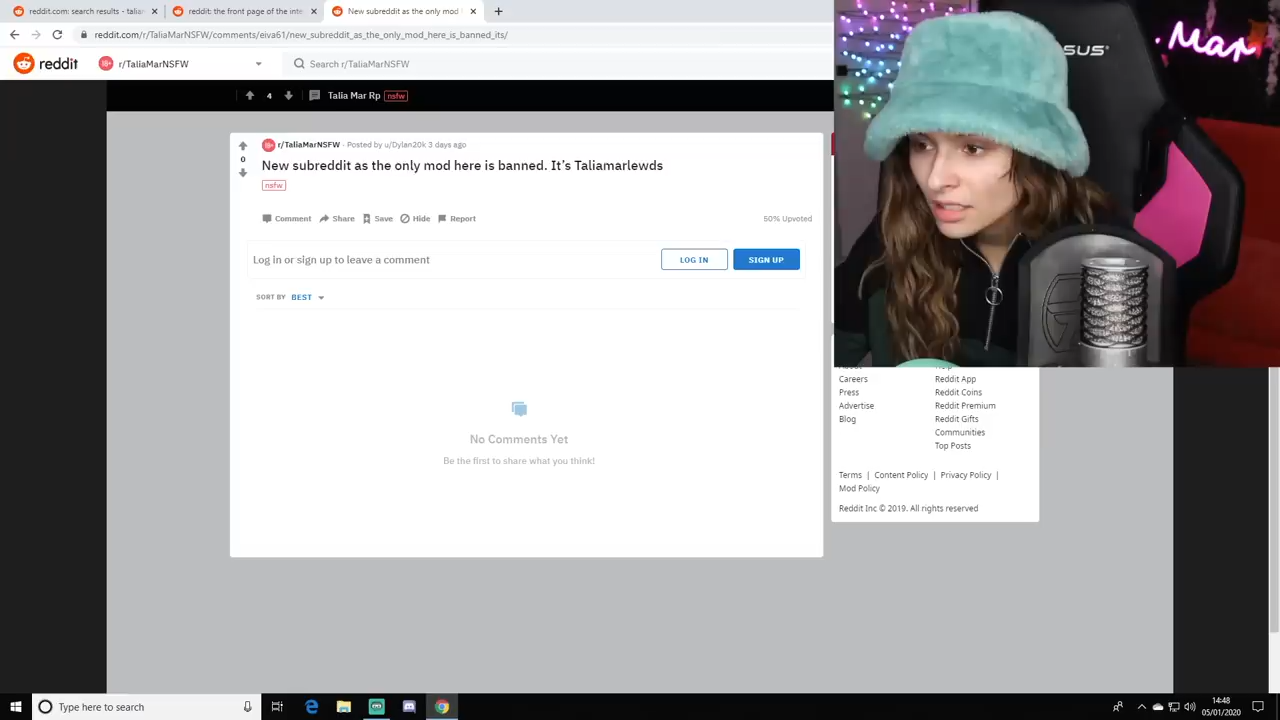 reddit.com: search results - talian
reddit: the front page of the inte
New subreddit as the only mod h
reddit.com/r/TaliaMarNSFW/comments/eiva61/new_subreddit_as_the_only_mod_here_is_banned_its/
reddit
r/TaliaMarNSFW
Search r/TaliaMarNSFW
4 Talia Mar Rp nsfw
r/TaliaMarNSFW · Posted by u/Dylan20k 3 days ago
0
New subreddit as the only mod here is banned. It's Taliamarlewds
nsfw
Comment Share Save Hide Report 50% Upvoted
Log in or sign up to leave a comment LOG IN SIGN UP
SORT BY BEST
No Comments Yet
Be the first to share what you think!
SUS
Mar
Careers Reddit App
Press Reddit Coins
Advertise Reddit Premium
Blog Reddit Gifts
Communities
Top Posts
Terms | Content Policy | Privacy Policy |
Mod Policy
Reddit Inc © 2019. All rights reserved
Type here to search
14:48
05/01/2020